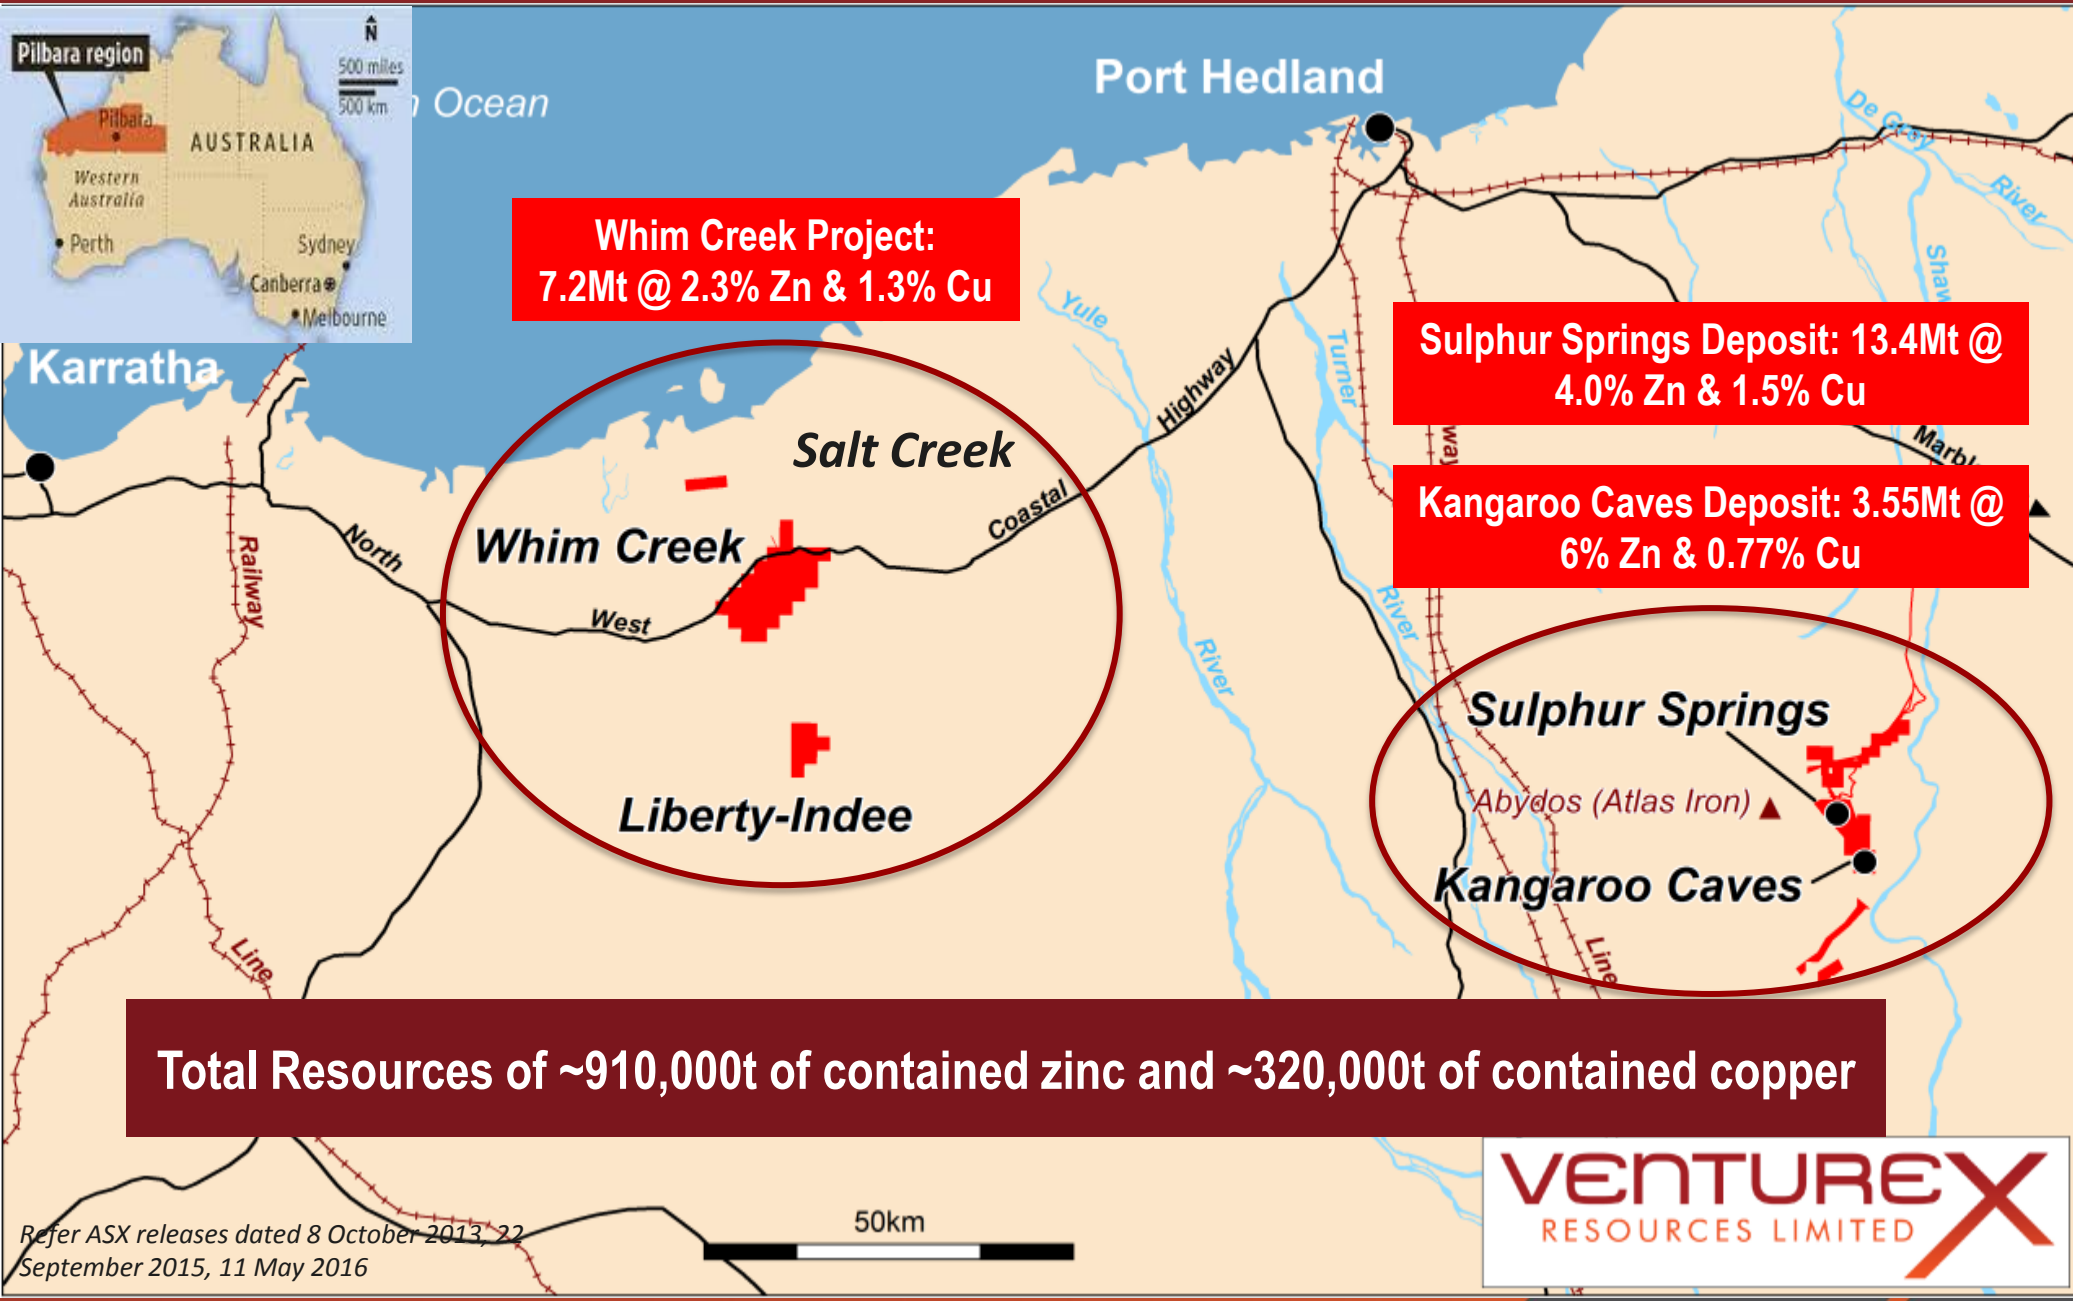 Pilbara region
N
500 miles
500 km
Pilbara
AUSTRALIA
Western
Australia
Perth
Sydney
Canberra
Melbourne
Ocean
Port Hedland
De Grey
River
Shaw
Whim Creek Project:
7.2Mt @ 2.3% Zn & 1.3% Cu
Yule
River
Turner
River
Sulphur Springs Deposit: 13.4Mt @
4.0% Zn & 1.5% Cu
Karratha
Highway
Salt Creek
Coastal
Kangaroo Caves Deposit: 3.55Mt @
6% Zn & 0.77% Cu
Whim Creek
North
West
Railway
Line
Sulphur Springs
Abydos (Atlas Iron)
Liberty-Indee
Kangaroo Caves
Line
Total Resources of ~910,000t of contained zinc and ~320,000t of contained copper
50km
VENTUREX
RESOURCES LIMITED
Refer ASX releases dated 8 October 2013, 22
September 2015, 11 May 2016